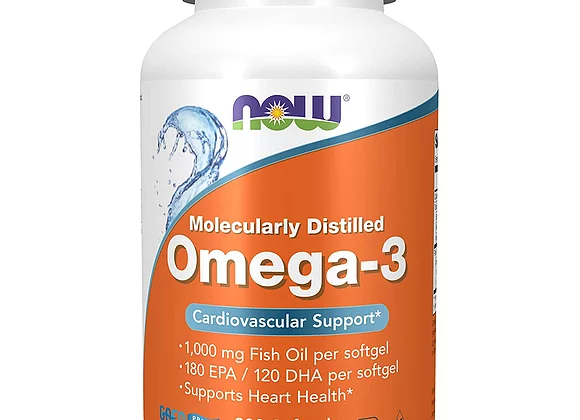 now®
Molecularly Distilled
Omega-3
Cardiovascular Support*
• 1,000 mg Fish Oil per softgel
• 180 EPA / 120 DHA per softgel
• Supports Heart Health*